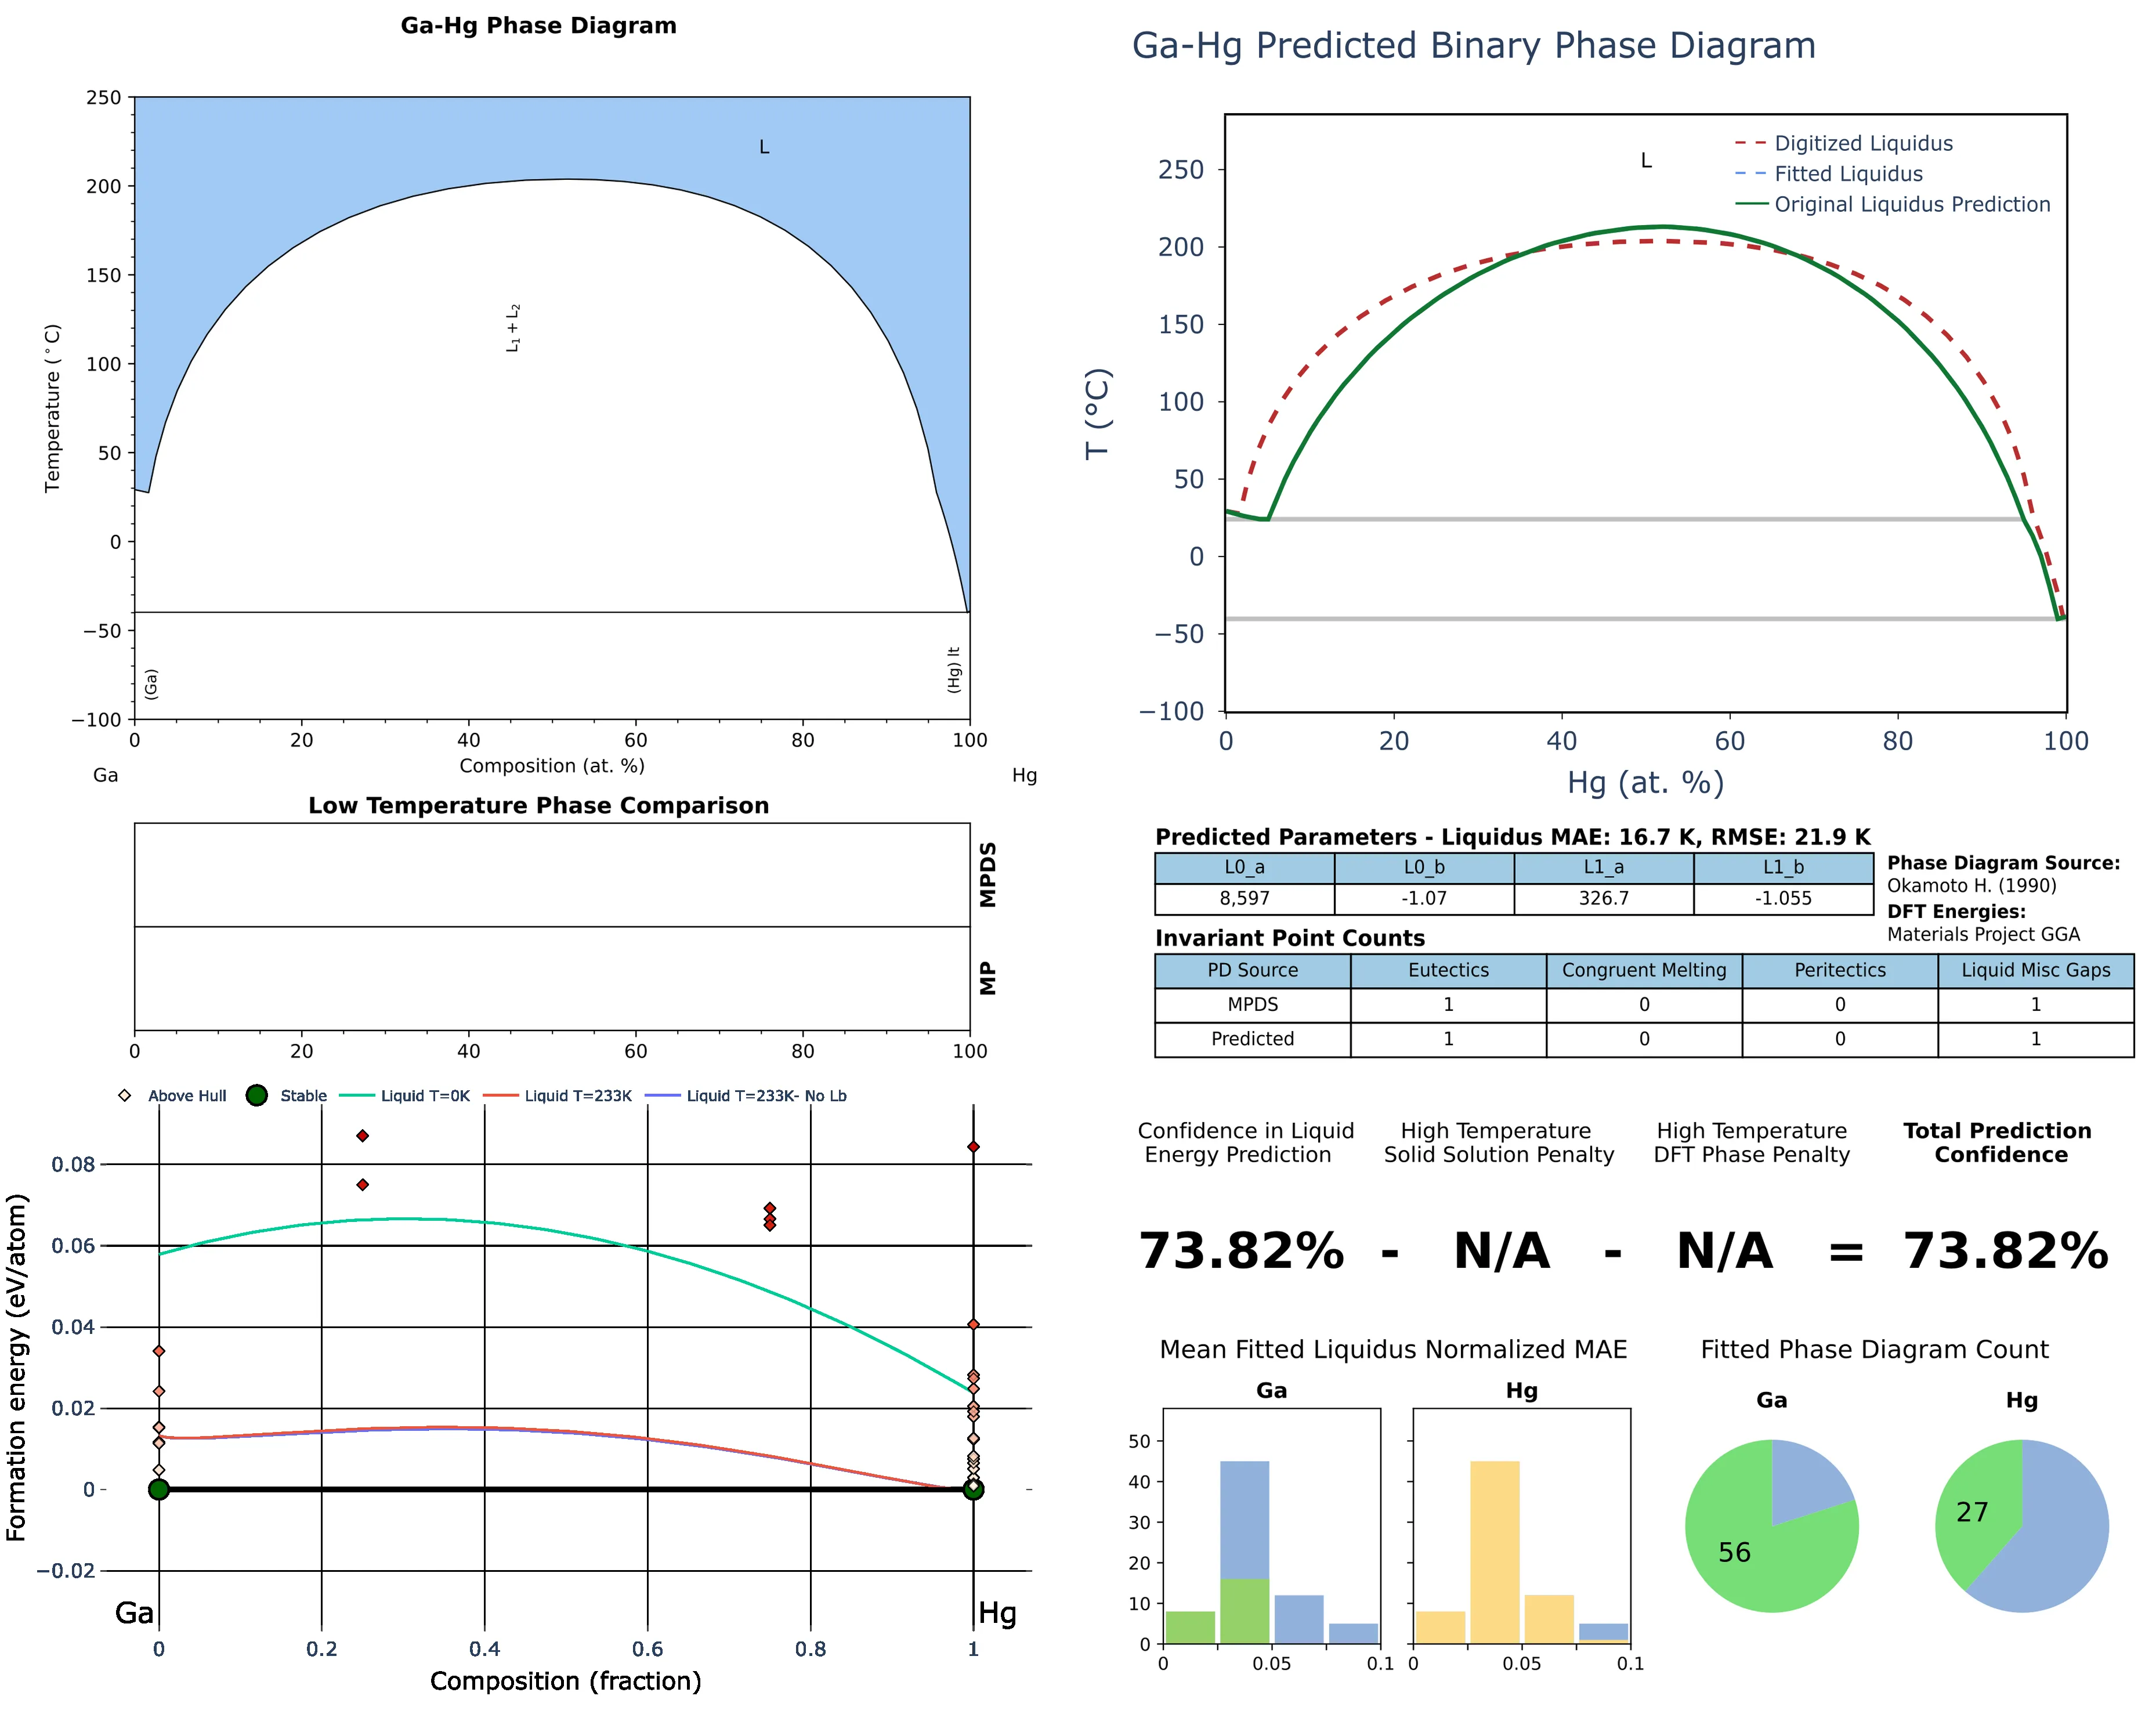 Ga-Hg Phase Diagram
250
200
150
100
50
0
−50
−100
Temperature (°C)
L
L1 + L2
(Ga)
(Hg) lt
0 20 40 60 80 100
Composition (at. %)
Ga Hg
Low Temperature Phase Comparison
MPDS
MP
0 20 40 60 80 100
Above Hull Stable Liquid T=0K Liquid T=233K Liquid T=233K- No Lb
0.08
0.06
0.04
0.02
0
−0.02
Formation energy (eV/atom)
Ga Hg
0 0.2 0.4 0.6 0.8 1
Composition (fraction)
Ga-Hg Predicted Binary Phase Diagram
L
Digitized Liquidus
Fitted Liquidus
Original Liquidus Prediction
250
200
150
100
50
0
−50
−100
T (°C)
0 20 40 60 80 100
Hg (at. %)
Predicted Parameters - Liquidus MAE: 16.7 K, RMSE: 21.9 K
L0_a L0_b L1_a L1_b
8,597 -1.07 326.7 -1.055
Phase Diagram Source:
Okamoto H. (1990)
DFT Energies:
Materials Project GGA
Invariant Point Counts
PD Source Eutectics Congruent Melting Peritectics Liquid Misc Gaps
MPDS 1 0 0 1
Predicted 1 0 0 1
Confidence in Liquid
Energy Prediction
High Temperature
Solid Solution Penalty
High Temperature
DFT Phase Penalty
Total Prediction
Confidence
73.82% - N/A - N/A = 73.82%
Mean Fitted Liquidus Normalized MAE
Ga Hg
50
40
30
20
10
0
0 0.05 0.1
0 0.05 0.1
Fitted Phase Diagram Count
Ga Hg
56
27